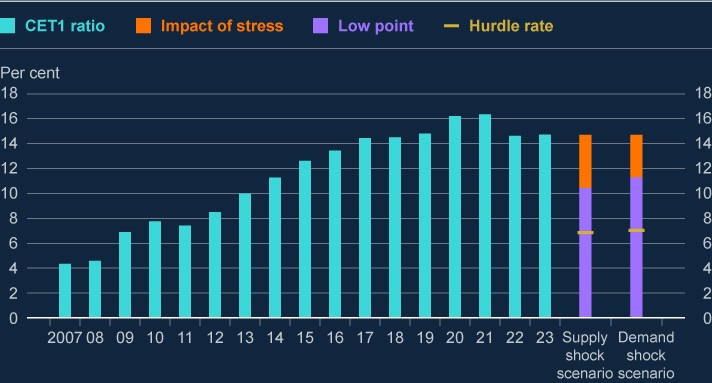 CET1 ratio Impact of stress Low point Hurdle rate
Per cent
18 18
16 16
14 14
12 12
10 10
8 8
6 6
4 4
2 2
0 0
2007 08 09 10 11 12 13 14 15 16 17 18 19 20 21 22 23 Supply Demand
shock shock
scenario scenario